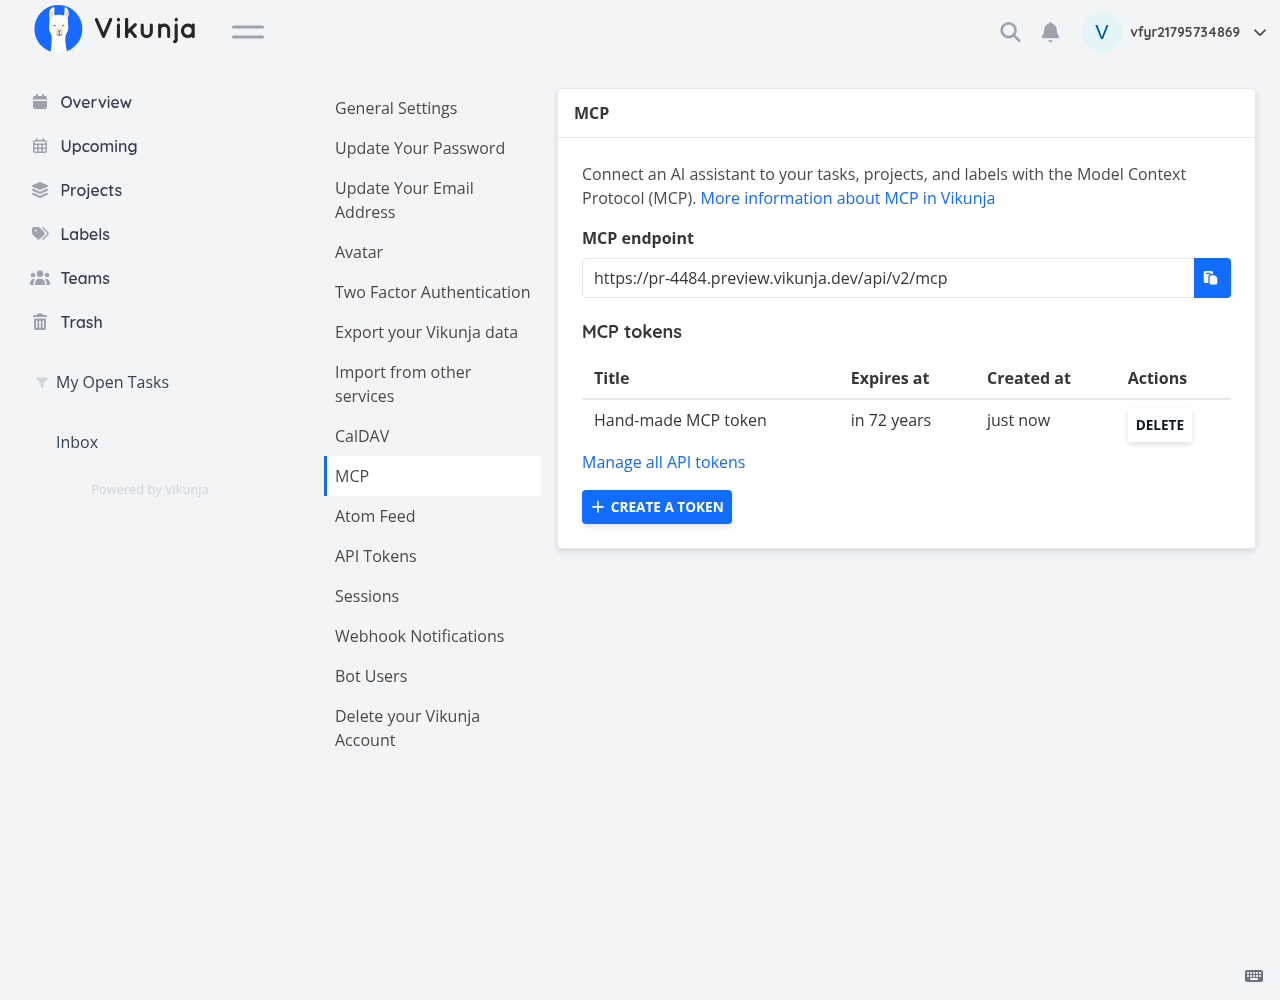 Vikunja
V
vfyr21795734869
Overview
Upcoming
Projects
Labels
Teams
Trash
My Open Tasks
Inbox
Powered by Vikunja
General Settings
Update Your Password
Update Your Email
Address
Avatar
Two Factor Authentication
Export your Vikunja data
Import from other
services
CalDAV
MCP
Atom Feed
API Tokens
Sessions
Webhook Notifications
Bot Users
Delete your Vikunja
Account
MCP
Connect an AI assistant to your tasks, projects, and labels with the Model Context
Protocol (MCP). More information about MCP in Vikunja
MCP endpoint
https://pr-4484.preview.vikunja.dev/api/v2/mcp
MCP tokens
Title Expires at Created at Actions
Hand-made MCP token in 72 years just now DELETE
Manage all API tokens
CREATE A TOKEN